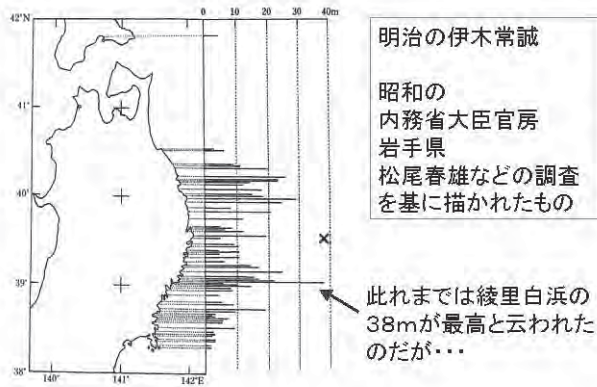 0 10 20 30 40m
41°N
40°
39°
38°
140° 141° 142°E
明治の伊木常誠
昭和の
内務省大臣官房
岩手県
松尾春雄などの調査
を基に描かれたもの
此れまでは綾里白浜の
38mが最高と云われた
のだが･･･